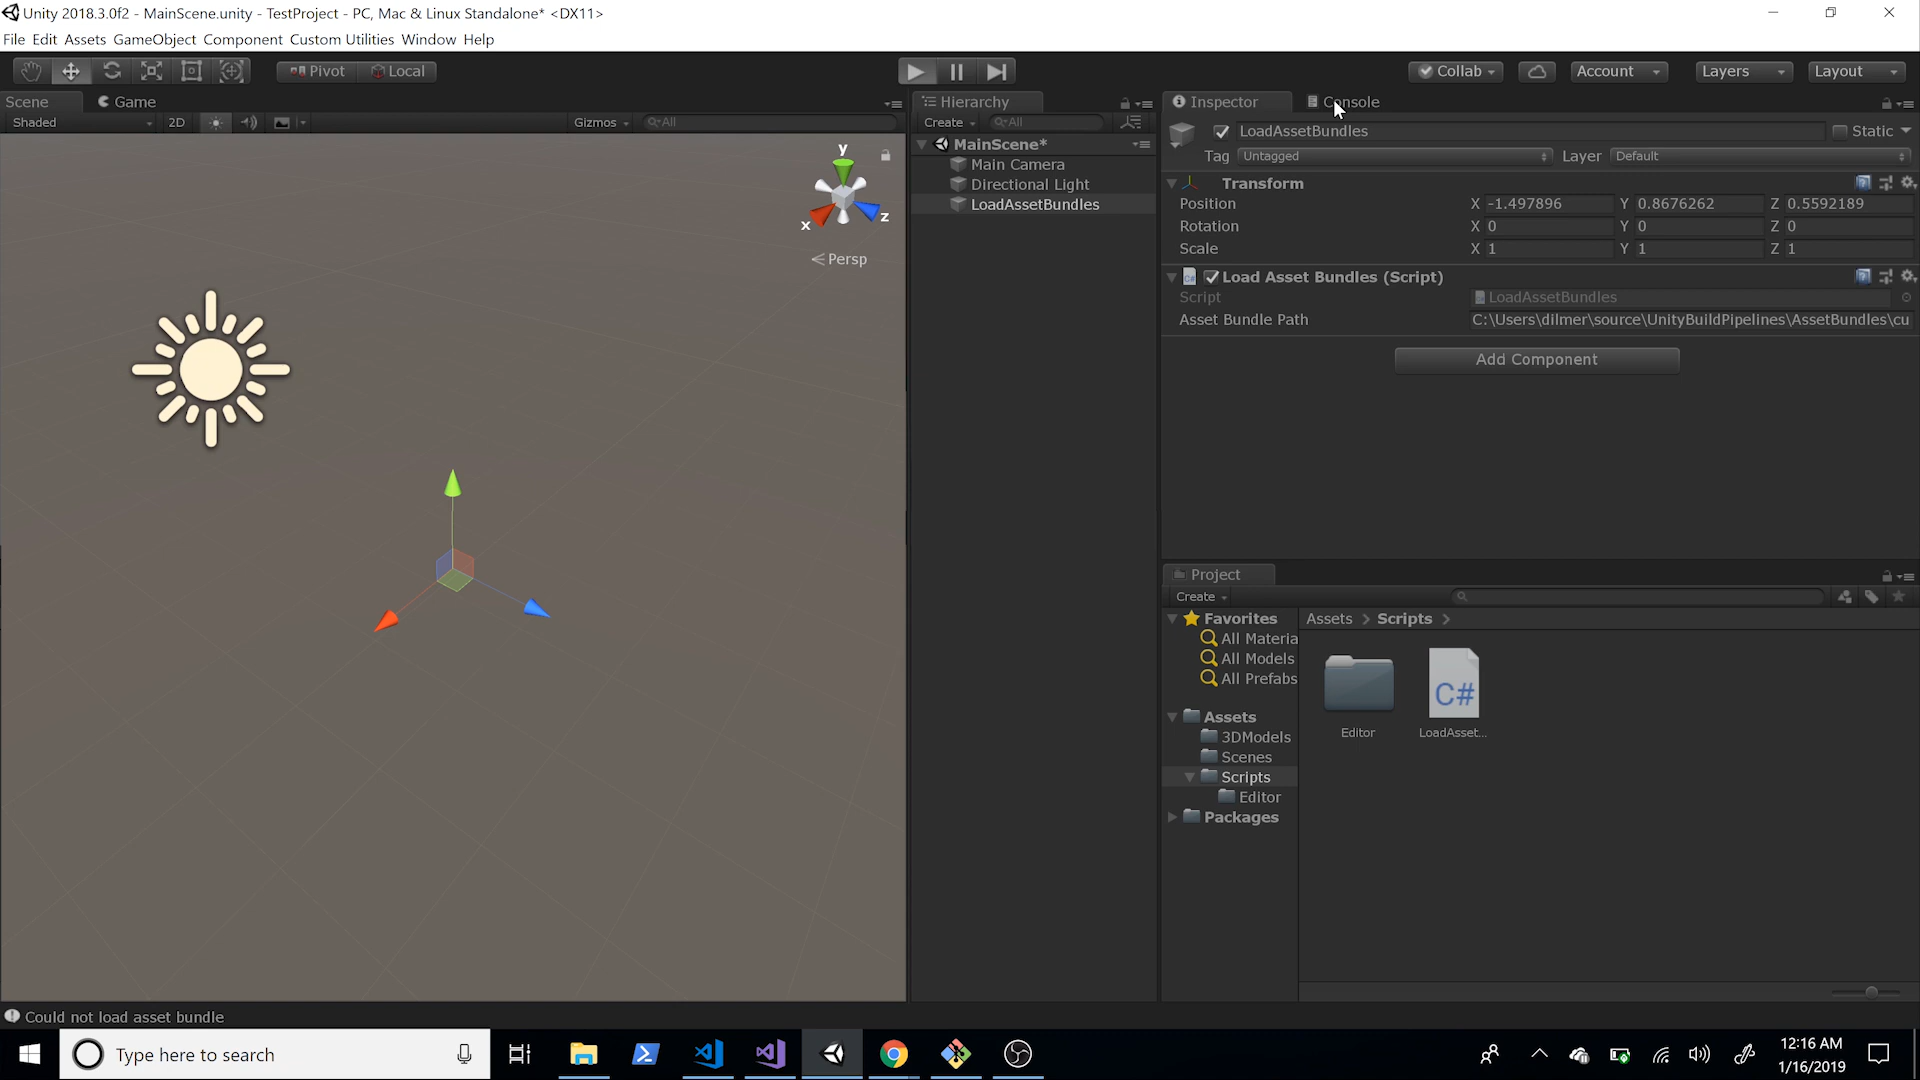 Unity 2018.3.0f2 - MainScene.unity - TestProject - PC, Mac & Linux Standalone* <DX11>
File Edit Assets GameObject Component Custom Utilities Window Help
Pivot Local
Collab Account Layers Layout
Scene Game
Shaded 2D Gizmos All
y
x
z
Persp
Hierarchy
Create All
MainScene*
Main Camera
Directional Light
LoadAssetBundles
Inspector Console
LoadAssetBundles Static
Tag Untagged Layer Default
Transform
Position X -1.497896 Y 0.8676262 Z 0.5592189
Rotation X 0 Y 0 Z 0
Scale X 1 Y 1 Z 1
C# Load Asset Bundles (Script)
Script LoadAssetBundles
Asset Bundle Path C:\Users\dilmer\source\UnityBuildPipelines\AssetBundles\cu
Add Component
Project
Create
Favorites
All Materia
All Models
All Prefabs
Assets
3DModels
Scenes
Scripts
Editor
Packages
Assets > Scripts >
C#
Editor LoadAsset...
Could not load asset bundle
Type here to search
12:16 AM
1/16/2019